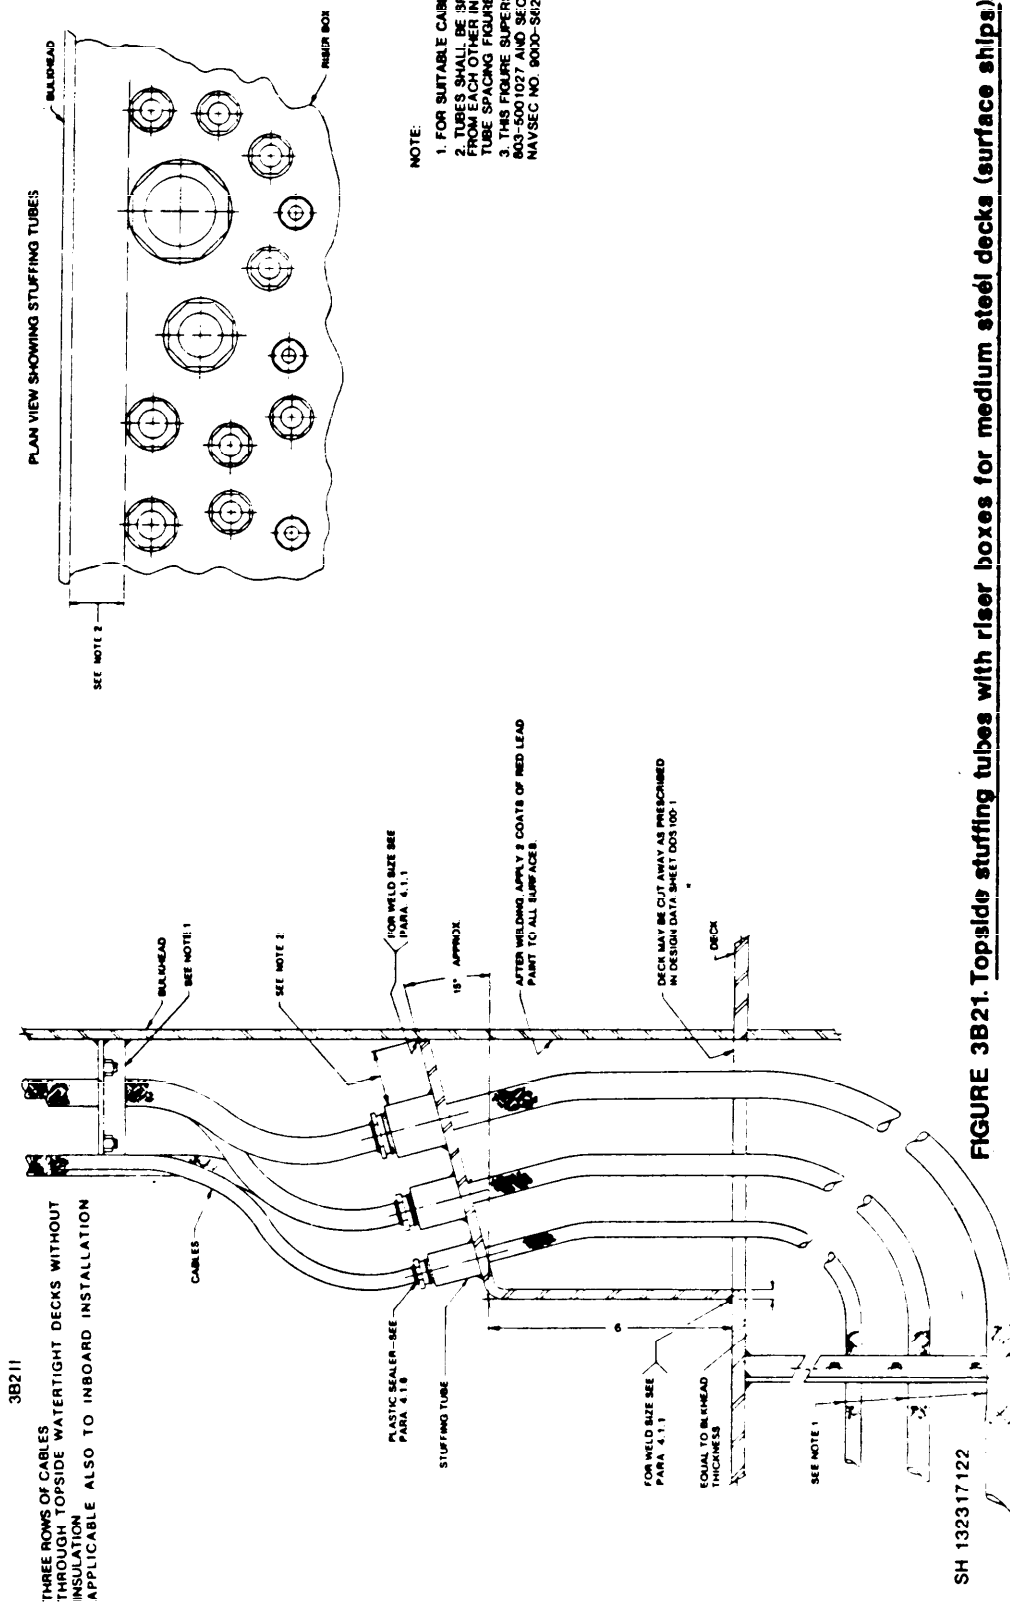 3B21I
THREE ROWS OF CABLES
THROUGH TOPSIDE WATERTIGHT DECKS WITHOUT
INSULATION
APPLICABLE ALSO TO INBOARD INSTALLATION
PLAN VIEW SHOWING STUFFING TUBES
BULKHEAD
RISER BOX
SEE NOTE 2
NOTE:
1. FOR SUITABLE CABL
2. TUBES SHALL BE
FROM EACH OTHER IN
TUBE SPACING FIGURE
3. THIS FIGURE SUPERS
803-5001027 AND SEC
NAVSEC NO. 9000-S62
BULKHEAD
SEE NOTE 1
SEE NOTE 2
FOR WELD SIZE SEE
PARA 4.1.1
15° APPROX.
AFTER WELDING, APPLY 2 COATS OF RED LEAD
PAINT TO ALL SURFACES.
DECK MAY BE CUT AWAY AS PRESCRIBED
IN DESIGN DATA SHEET DDS 100-1
DECK
CABLES
PLASTIC SEALER-SEE
PARA 4.1.8
STUFFING TUBE
6
FOR WELD SIZE SEE
PARA 4.1.1
EQUAL TO BLKHEAD
THICKNESS
SEE NOTE 1
SH 132317122
FIGURE 3B21. Topside stuffing tubes with riser boxes for medium steel decks (surface ships)